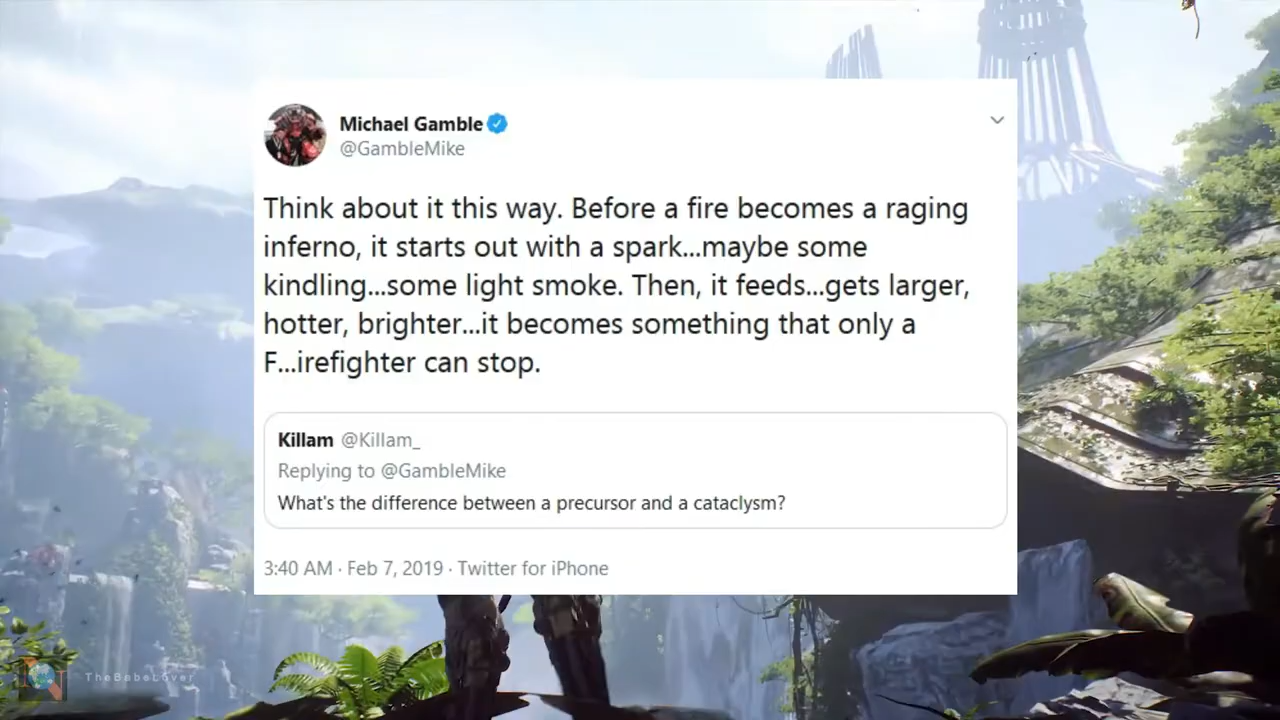 Michael Gamble
@GambleMike
Think about it this way. Before a fire becomes a raging
inferno, it starts out with a spark...maybe some
kindling...some light smoke. Then, it feeds...gets larger,
hotter, brighter...it becomes something that only a
F...irefighter can stop.
Killam @Killam_
Replying to @GambleMike
What's the difference between a precursor and a cataclysm?
3:40 AM · Feb 7, 2019 · Twitter for iPhone
TheBabeLover